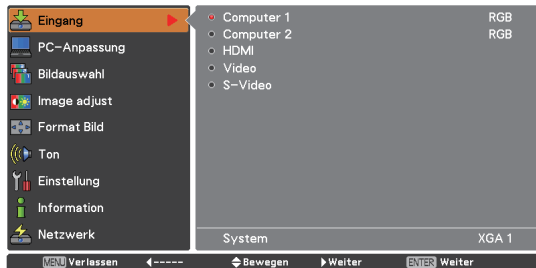 Eingang
PC-Anpassung
Bildauswahl
Image adjust
Format Bild
Ton
Einstellung
Information
Netzwerk
Computer 1 RGB
Computer 2 RGB
HDMI
Video
S-Video
System XGA 1
MENU Verlassen ◀----- Bewegen ▶Weiter ENTER Weiter